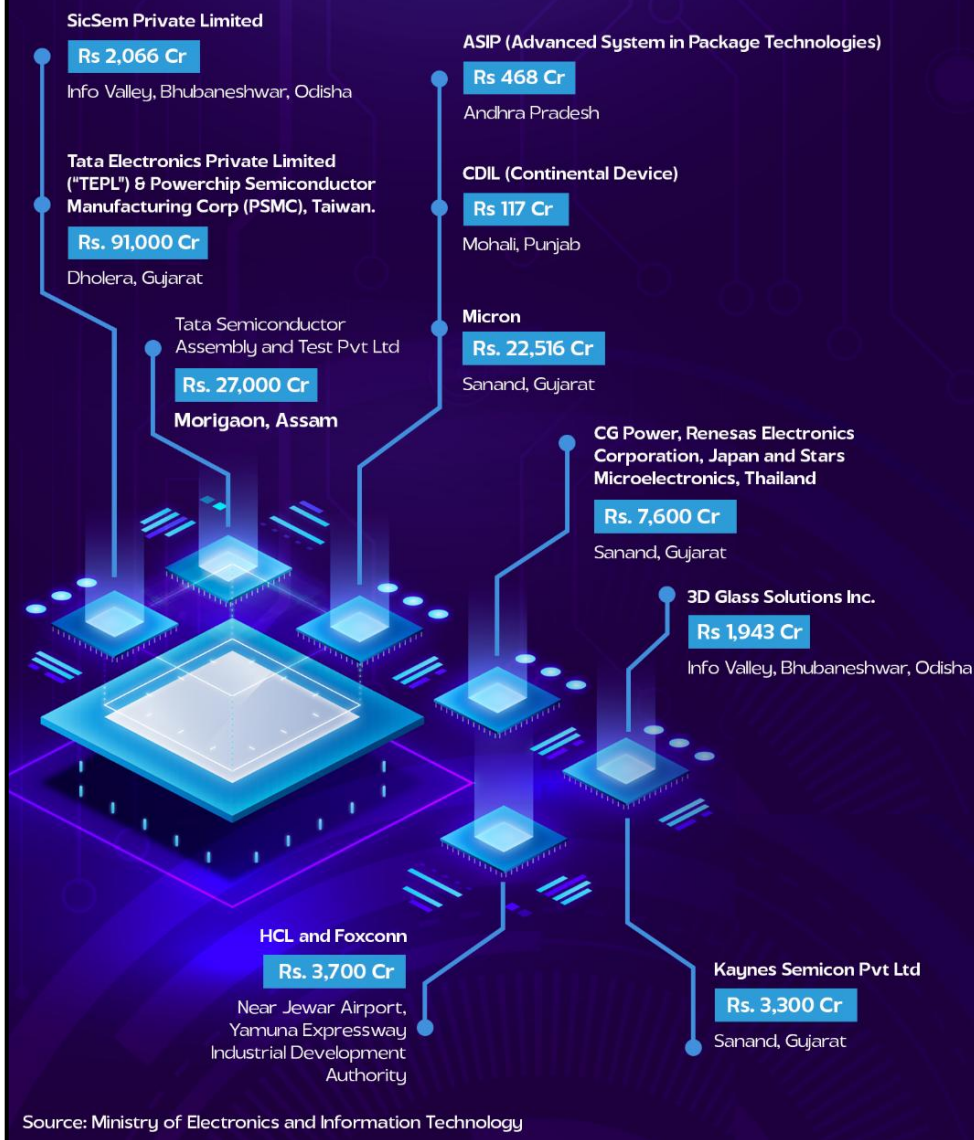 SicSem Private Limited
Rs 2,066 Cr
Info Valley, Bhubaneshwar, Odisha
Tata Electronics Private Limited
("TEPL") & Powerchip Semiconductor
Manufacturing Corp (PSMC), Taiwan.
Rs. 91,000 Cr
Dholera, Gujarat
Tata Semiconductor
Assembly and Test Pvt Ltd
Rs. 27,000 Cr
Morigaon, Assam
ASIP (Advanced System in Package Technologies)
Rs 468 Cr
Andhra Pradesh
CDIL (Continental Device)
Rs 117 Cr
Mohali, Punjab
Micron
Rs. 22,516 Cr
Sanand, Gujarat
CG Power, Renesas Electronics
Corporation, Japan and Stars
Microelectronics, Thailand
Rs. 7,600 Cr
Sanand, Gujarat
3D Glass Solutions Inc.
Rs 1,943 Cr
Info Valley, Bhubaneshwar, Odisha
HCL and Foxconn
Rs. 3,700 Cr
Near Jewar Airport,
Yamuna Expressway
Industrial Development
Authority
Kaynes Semicon Pvt Ltd
Rs. 3,300 Cr
Sanand, Gujarat
Source: Ministry of Electronics and Information Technology